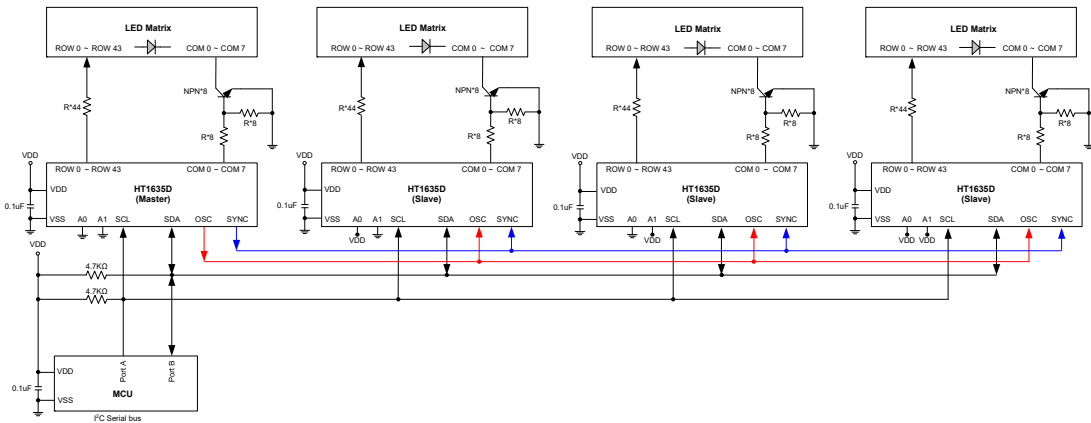 LED Matrix
ROW 0 ~ ROW 43 COM 0 ~ COM 7
LED Matrix
ROW 0 ~ ROW 43 COM 0 ~ COM 7
LED Matrix
ROW 0 ~ ROW 43 COM 0 ~ COM 7
LED Matrix
ROW 0 ~ ROW 43 COM 0 ~ COM 7
R*44
NPN*8
R*8
R*8
R*44
NPN*8
R*8
R*8
R*44
NPN*8
R*8
R*8
R*44
NPN*8
R*8
R*8
VDD
0.1uF
ROW 0 ~ ROW 43 COM 0 ~ COM 7
VDD
HT1635D
(Master)
VSS A0 A1 SCL SDA OSC SYNC
VDD
0.1uF
ROW 0 ~ ROW 43 COM 0 ~ COM 7
VDD
HT1635D
(Slave)
VSS A0 A1 SCL SDA OSC SYNC
VDD
VDD
0.1uF
ROW 0 ~ ROW 43 COM 0 ~ COM 7
VDD
HT1635D
(Slave)
VSS A0 A1 SCL SDA OSC SYNC
VDD
VDD
0.1uF
ROW 0 ~ ROW 43 COM 0 ~ COM 7
VDD
HT1635D
(Slave)
VSS A0 A1 SCL SDA OSC SYNC
VDD VDD
VDD
4.7KΩ
4.7KΩ
0.1uF
VDD
VSS
Port A
Port B
MCU
I²C Serial bus